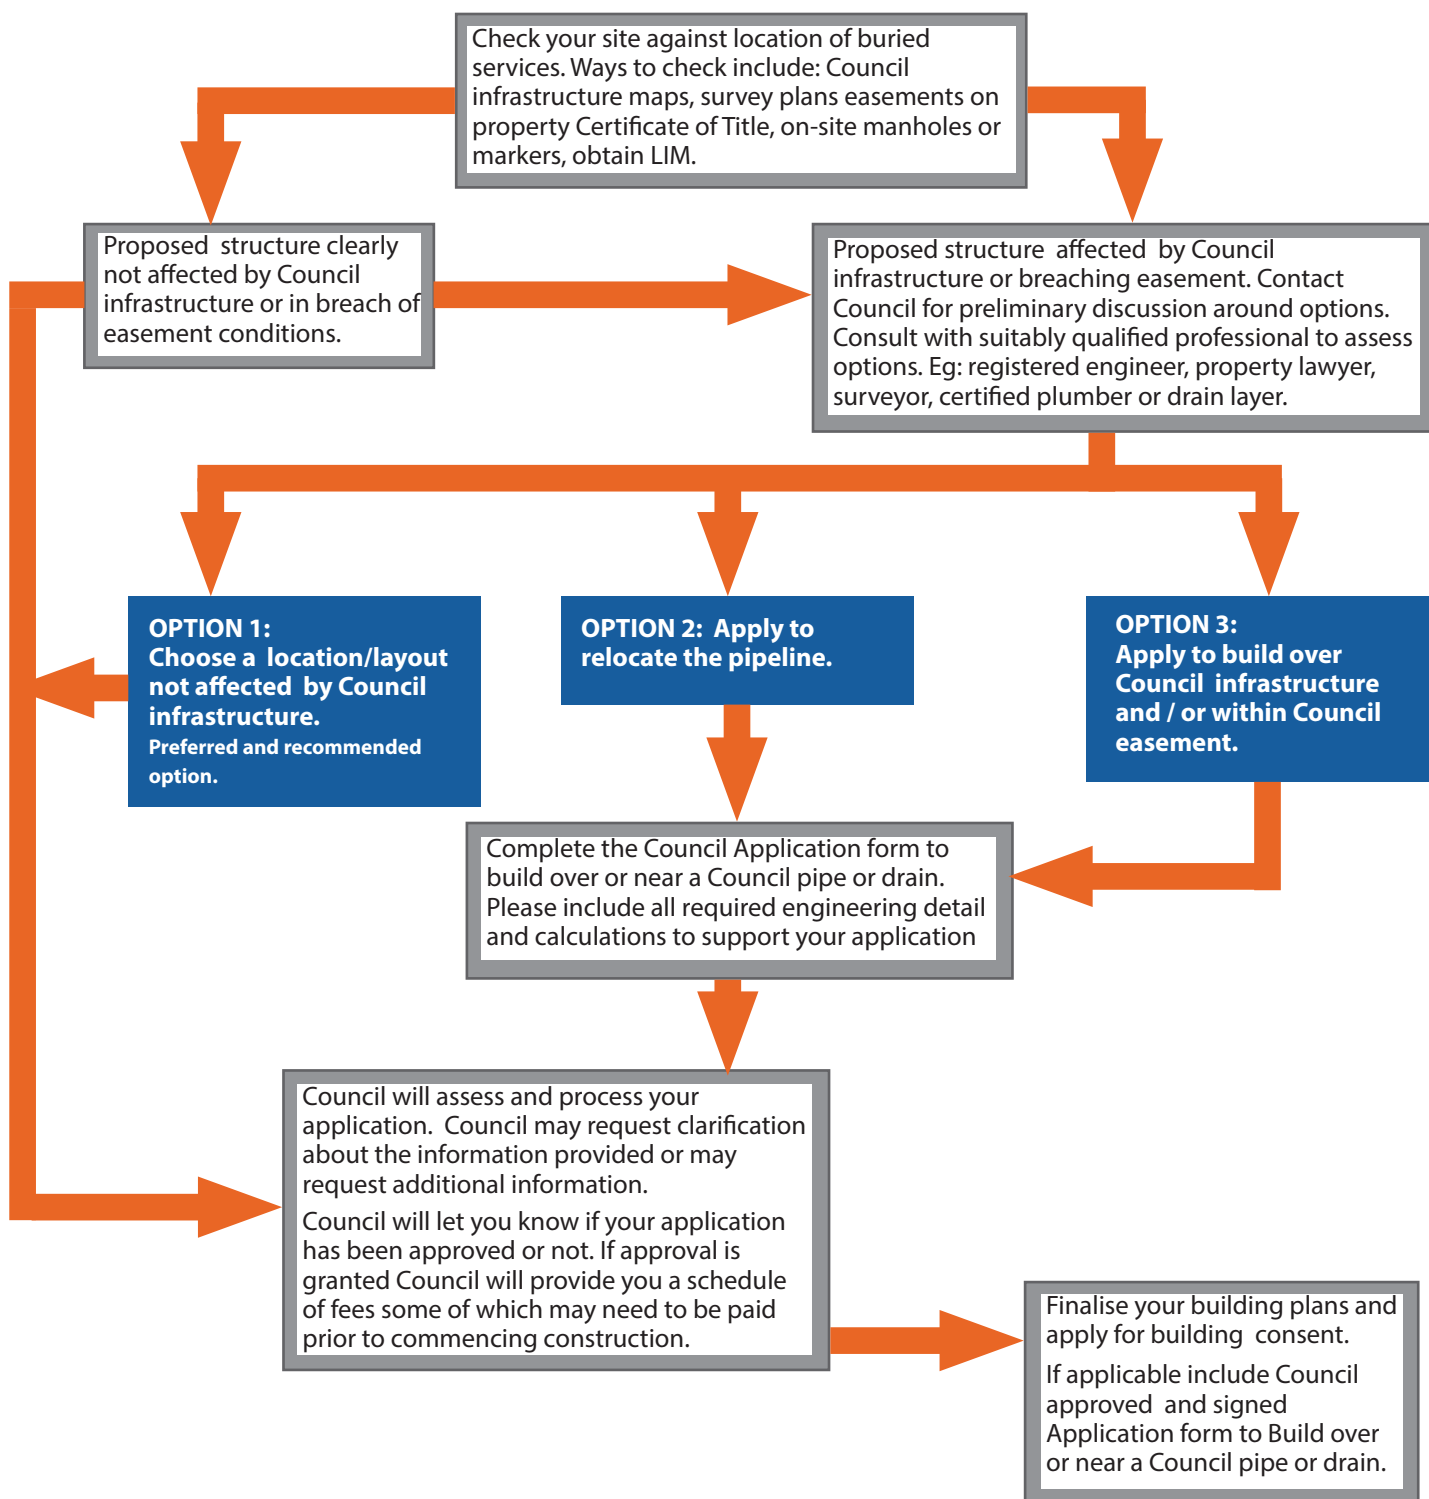 Check your site against location of buried
services. Ways to check include: Council
infrastructure maps, survey plans easements on
property Certificate of Title, on-site manholes or
markers, obtain LIM.
Proposed structure clearly
not affected by Council
infrastructure or in breach of
easement conditions.
Proposed structure affected by Council
infrastructure or breaching easement. Contact
Council for preliminary discussion around options.
Consult with suitably qualified professional to assess
options. Eg: registered engineer, property lawyer,
surveyor, certified plumber or drain layer.
OPTION 1:
Choose a location/layout
not affected by Council
infrastructure.
Preferred and recommended
option.
OPTION 2: Apply to
relocate the pipeline.
OPTION 3:
Apply to build over
Council infrastructure
and / or within Council
easement.
Complete the Council Application form to
build over or near a Council pipe or drain.
Please include all required engineering detail
and calculations to support your application
Council will assess and process your
application. Council may request clarification
about the information provided or may
request additional information.
Council will let you know if your application
has been approved or not. If approval is
granted Council will provide you a schedule
of fees some of which may need to be paid
prior to commencing construction.
Finalise your building plans and
apply for building consent.
If applicable include Council
approved and signed
Application form to Build over
or near a Council pipe or drain.